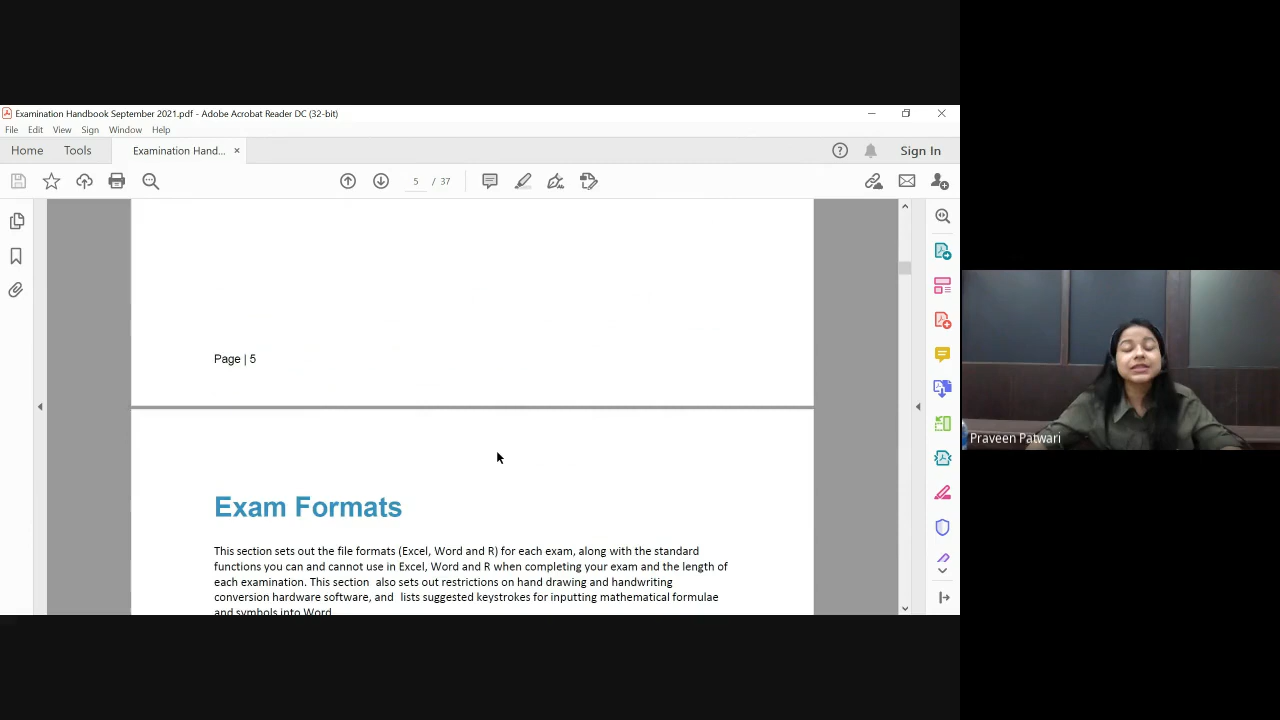 Examination Handbook September 2021.pdf - Adobe Acrobat Reader DC (32-bit)
File Edit View Sign Window Help
Home Tools Examination Hand... × Sign In
5 / 37
Page | 5
Exam Formats
This section sets out the file formats (Excel, Word and R) for each exam, along with the standard
functions you can and cannot use in Excel, Word and R when completing your exam and the length of
each examination. This section also sets out restrictions on hand drawing and handwriting
conversion hardware software, and lists suggested keystrokes for inputting mathematical formulae
and symbols into Word.
Praveen Patwari